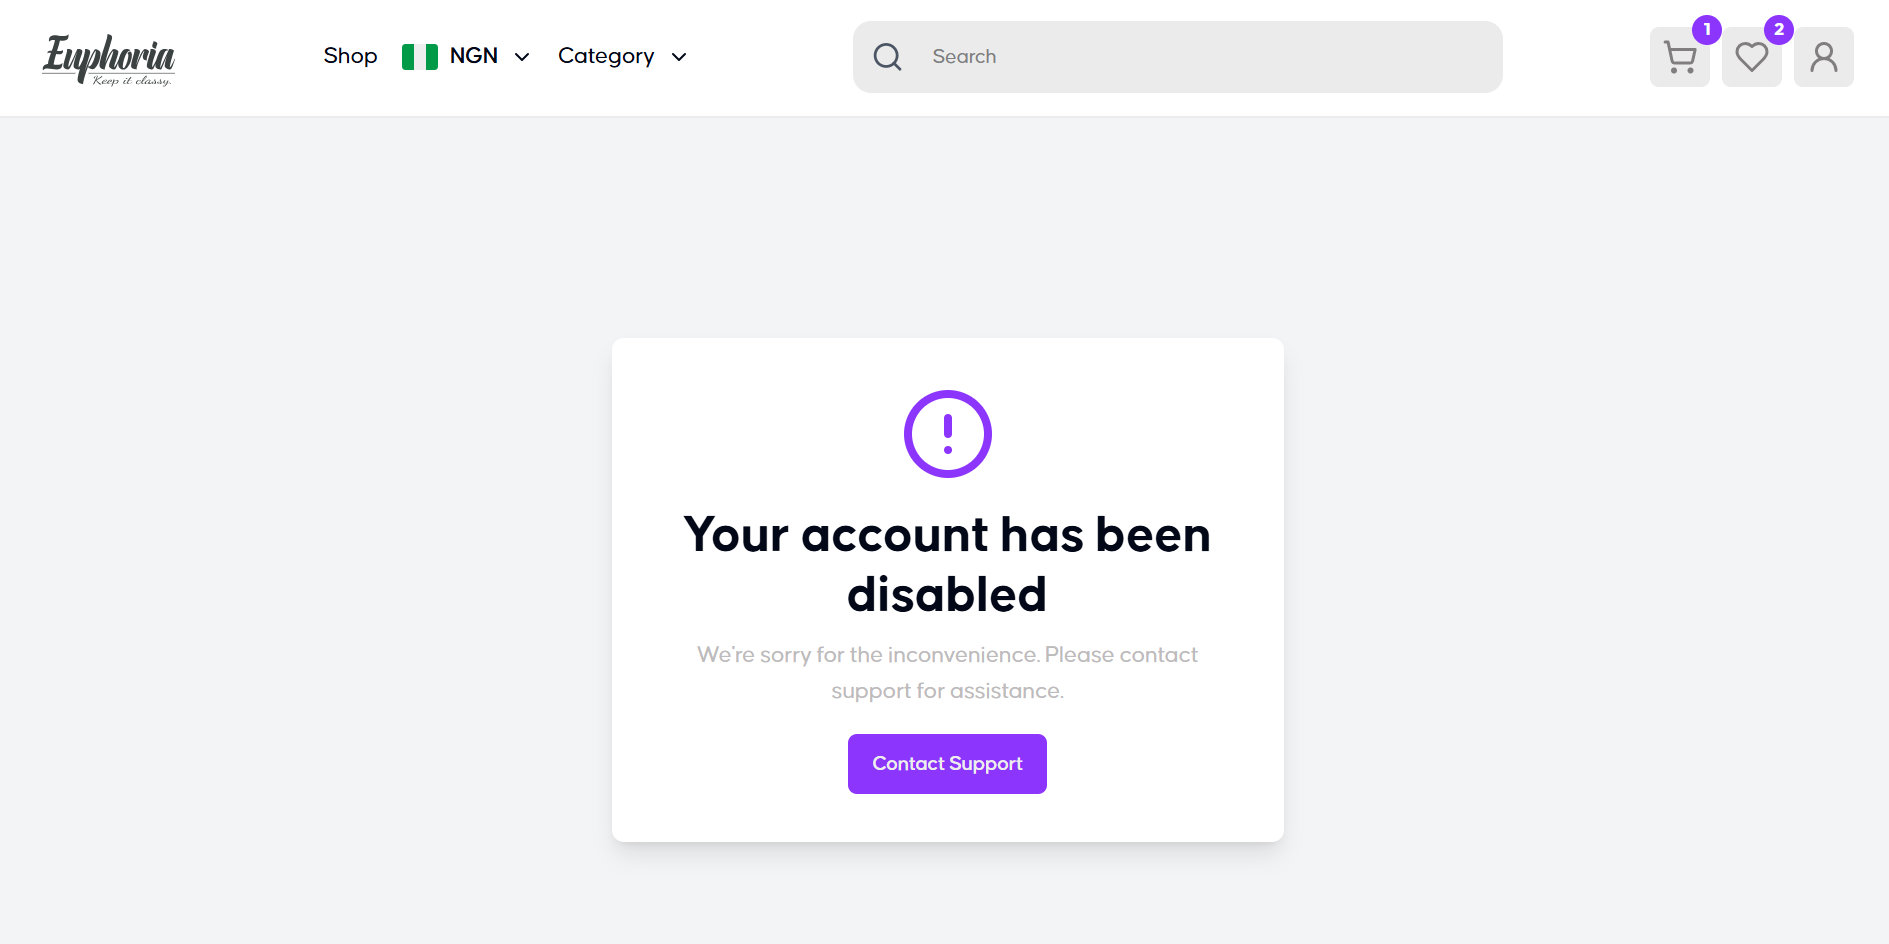 Euphoria
Keep it classy.
Shop
NGN
Category
Search
1
2
Your account has been
disabled
We're sorry for the inconvenience. Please contact
support for assistance.
Contact Support